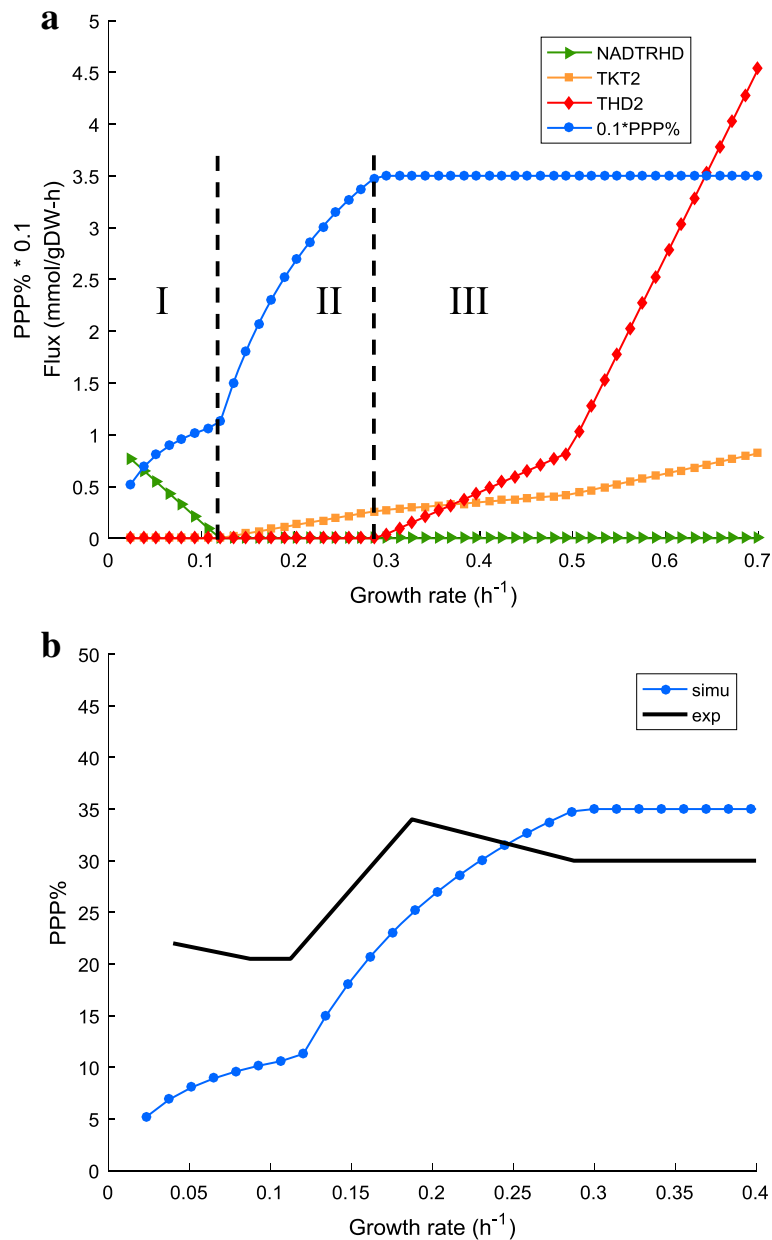 a
5
4.5
4
3.5
3
2.5
2
1.5
1
0.5
0
PPP% * 0.1
Flux (mmol/gDW-h)
NADTRHD
TKT2
THD2
0.1*PPP%
I
II
III
0 0.1 0.2 0.3 0.4 0.5 0.6 0.7
Growth rate (h-1)
b
50
45
40
35
30
25
20
15
10
5
0
PPP%
simu
exp
0 0.05 0.1 0.15 0.2 0.25 0.3 0.35 0.4
Growth rate (h-1)